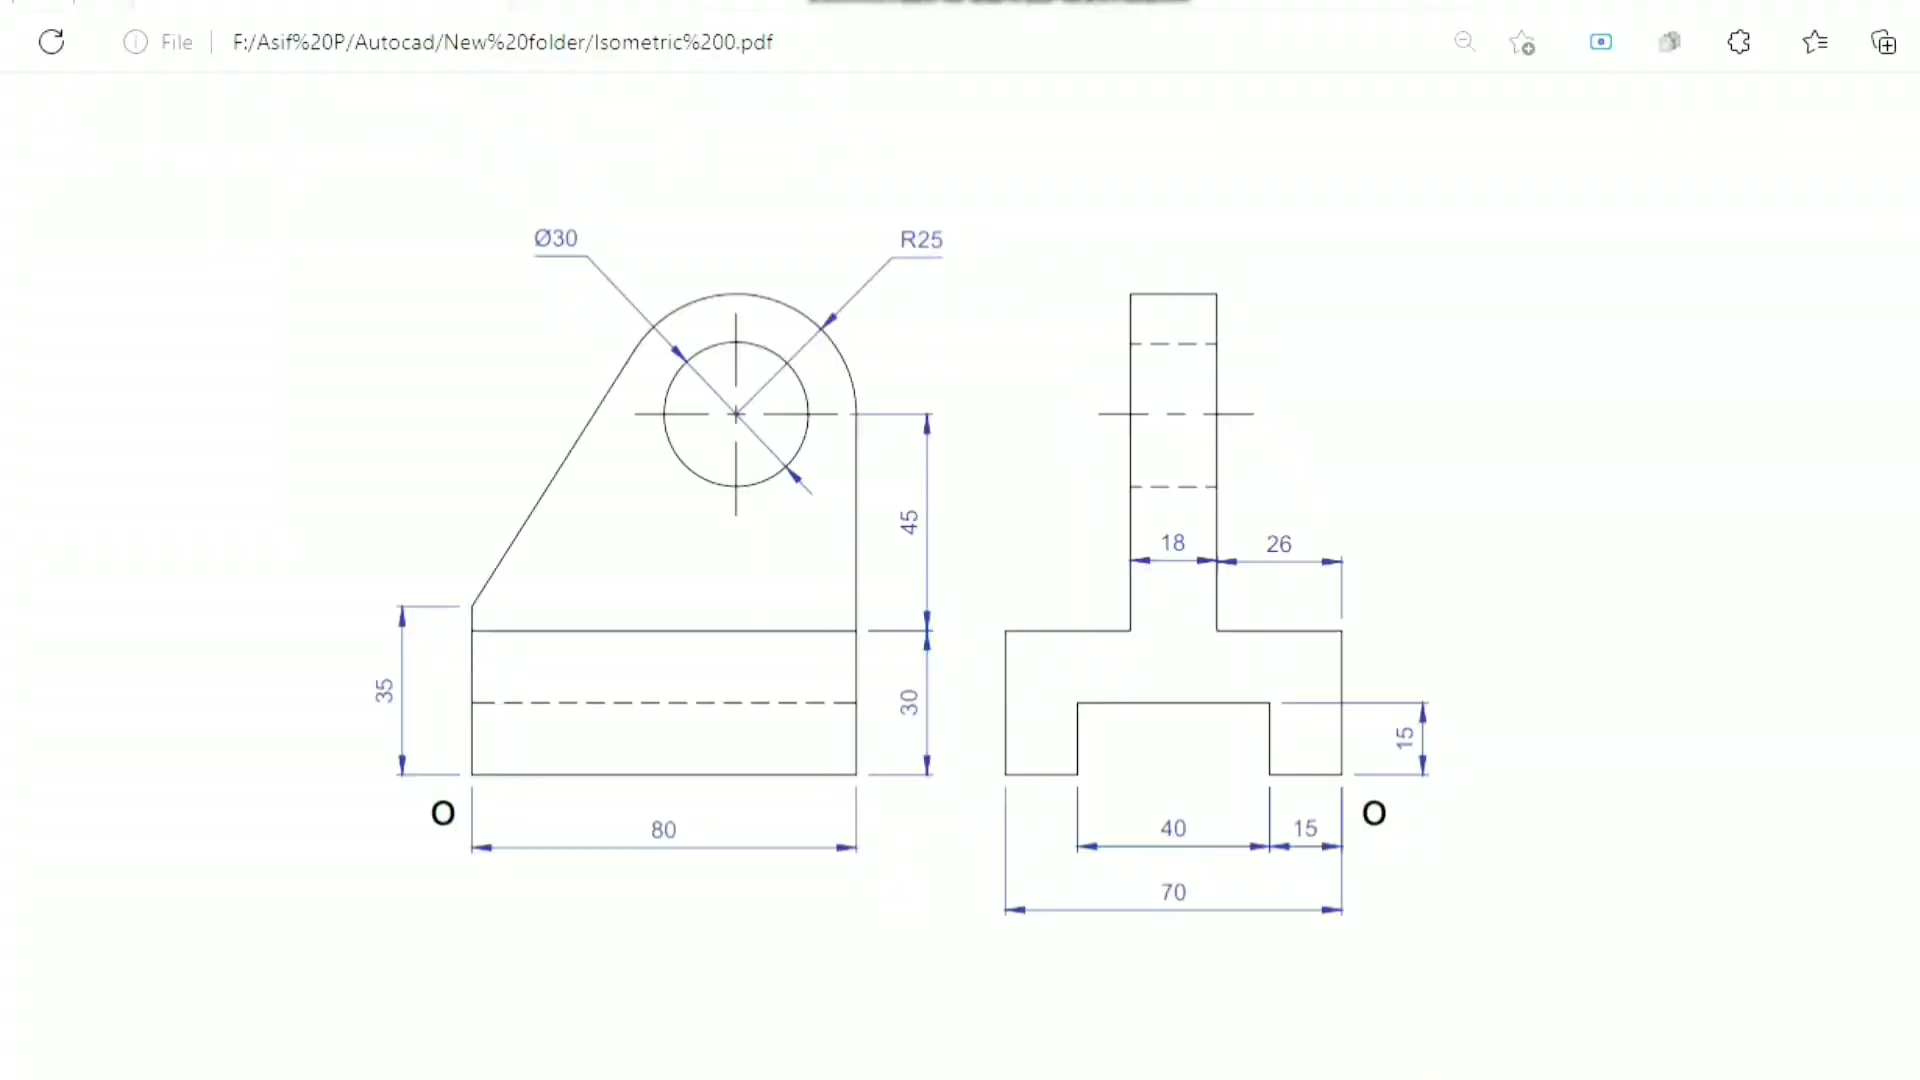 File F:/Asif%20P/Autocad/New%20folder/Isometric%200.pdf
Ø30
R25
45
18
26
35
30
15
O
80
40
15
O
70